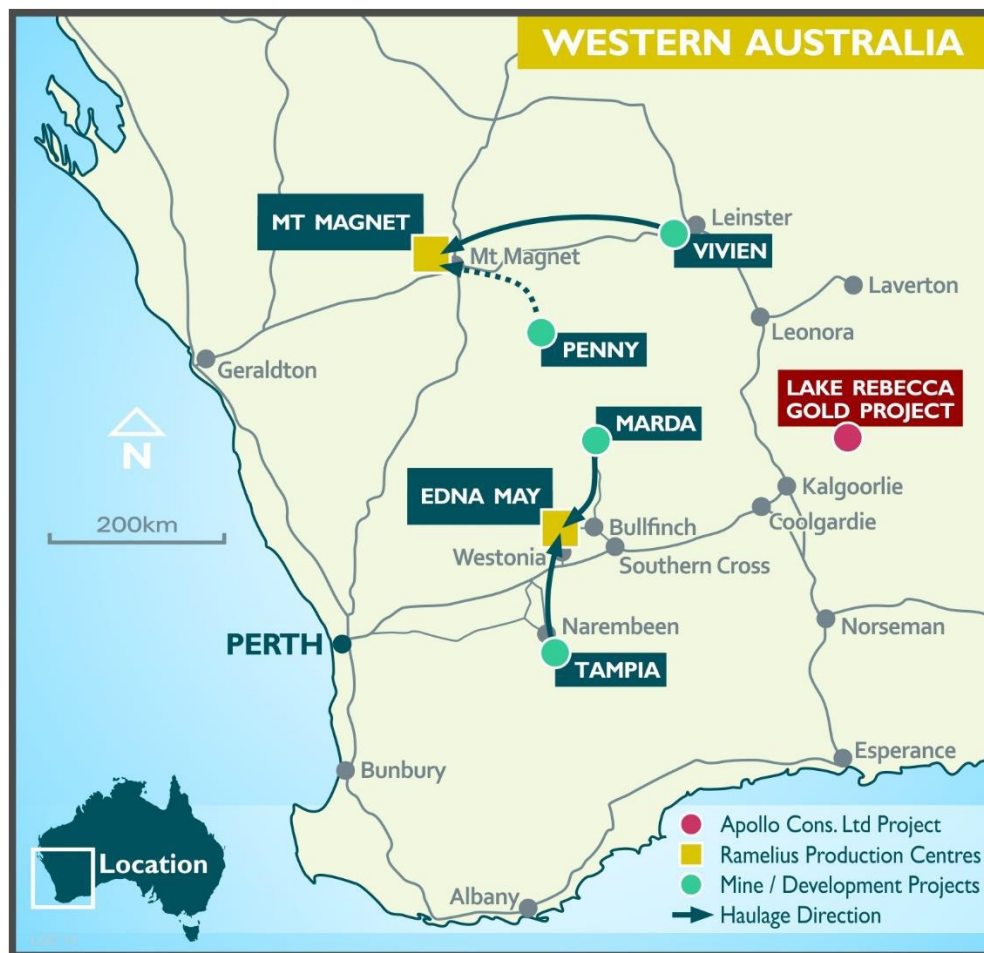 WESTERN AUSTRALIA
MT MAGNET
Mt Magnet
Leinster
VIVIEN
Laverton
Leonora
PENNY
Geraldton
LAKE REBECCA
GOLD PROJECT
MARDA
N
EDNA MAY
Kalgoorlie
Coolgardie
200km
Bullfinch
Westonia
Southern Cross
PERTH
Narembeen
Norseman
TAMPIA
Esperance
Bunbury
Location
Albany
Apollo Cons. Ltd Project
Ramelius Production Centres
Mine / Development Projects
Haulage Direction